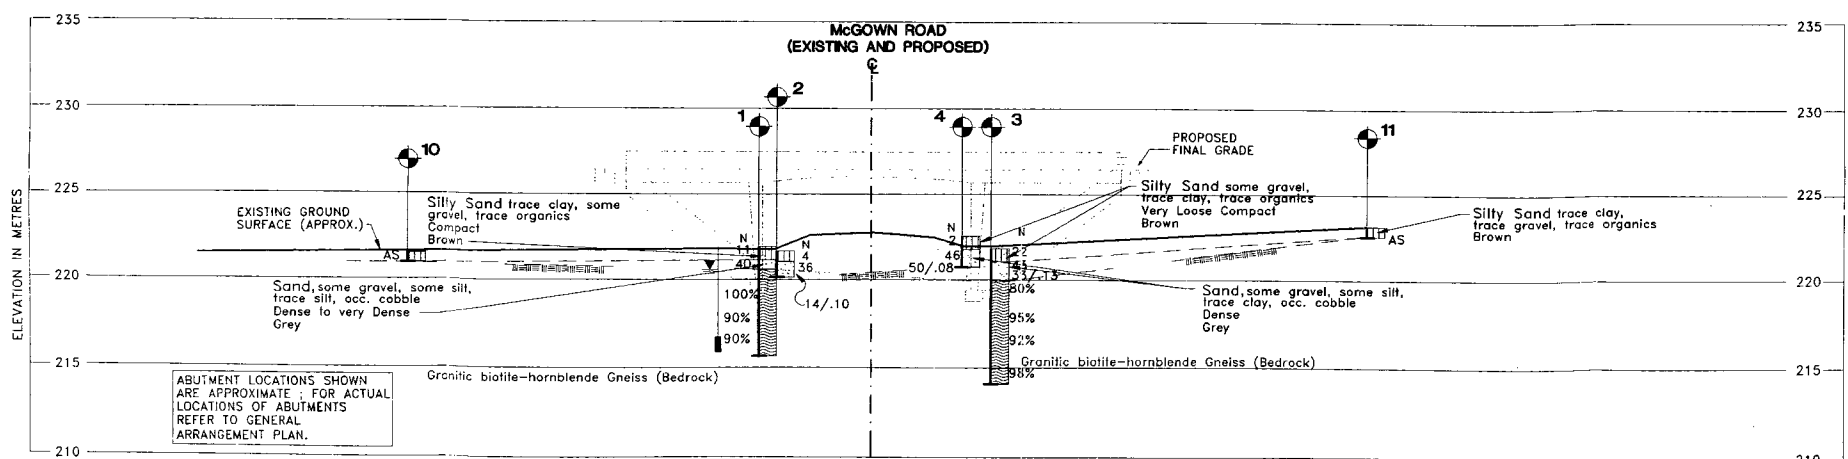 235
235
McGOWN ROAD
(EXISTING AND PROPOSED)
℄
230
230
2
1
4
3
10
11
PROPOSED
FINAL GRADE
ELEVATION IN METRES
225
225
EXISTING GROUND
SURFACE (APPROX.)
Silty Sand trace clay, some
gravel, trace organics
Compact
Brown
Silty Sand some gravel,
trace clay, trace organics
Very Loose Compact
Brown
Silty Sand trace clay,
trace gravel, trace organics
Brown
AS
AS
N
11
40
N
4
36
14/.10
N
2
46
50/.08
N
22
220
220
Sand, some gravel, some silt,
trace silt, occ. cobble
Dense to very Dense
Grey
100%
90%
90%
80%
95%
92%
98%
Sand, some gravel, some silt,
trace clay, occ. cobble
Dense
Grey
215
215
Granitic biotite-hornblende Gneiss (Bedrock)
Granitic biotite-hornblende Gneiss (Bedrock)
ABUTMENT LOCATIONS SHOWN
ARE APPROXIMATE ; FOR ACTUAL
LOCATIONS OF ABUTMENTS
REFER TO GENERAL
ARRANGEMENT PLAN.
210